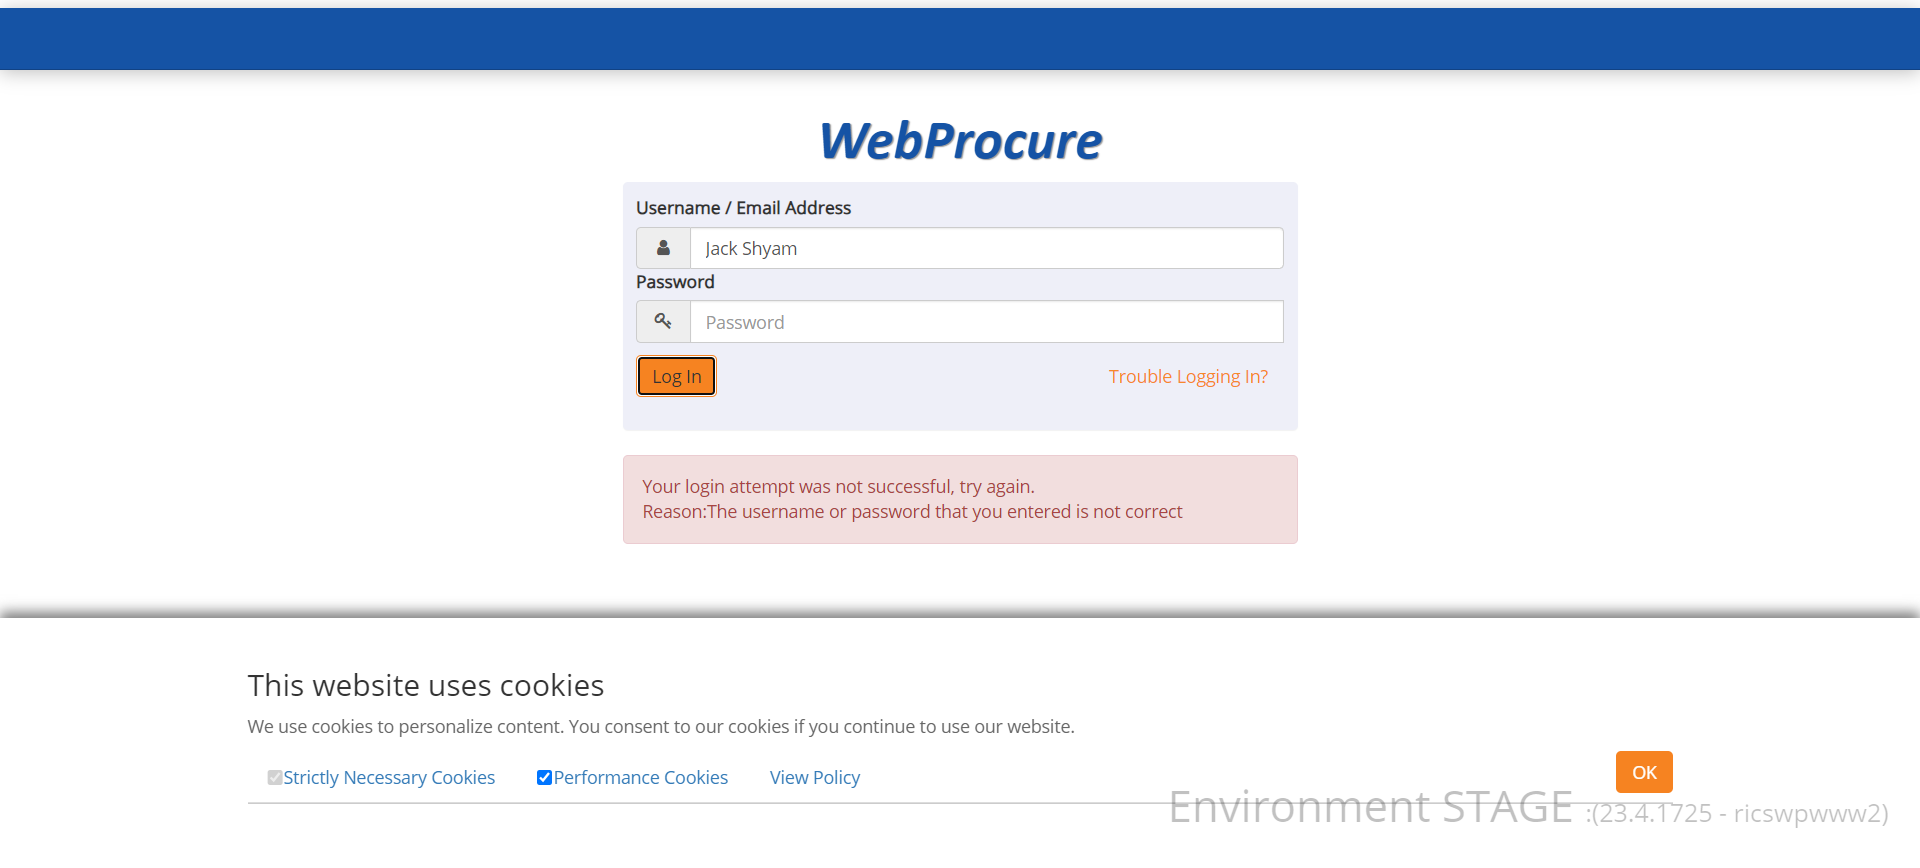 WebProcure
Username / Email Address
Jack Shyam
Password
Password
Log In
Trouble Logging In?
Your login attempt was not successful, try again.
Reason:The username or password that you entered is not correct
This website uses cookies
We use cookies to personalize content. You consent to our cookies if you continue to use our website.
Strictly Necessary Cookies Performance Cookies View Policy
OK
Environment STAGE :(23.4.1725 - ricswpwww2)